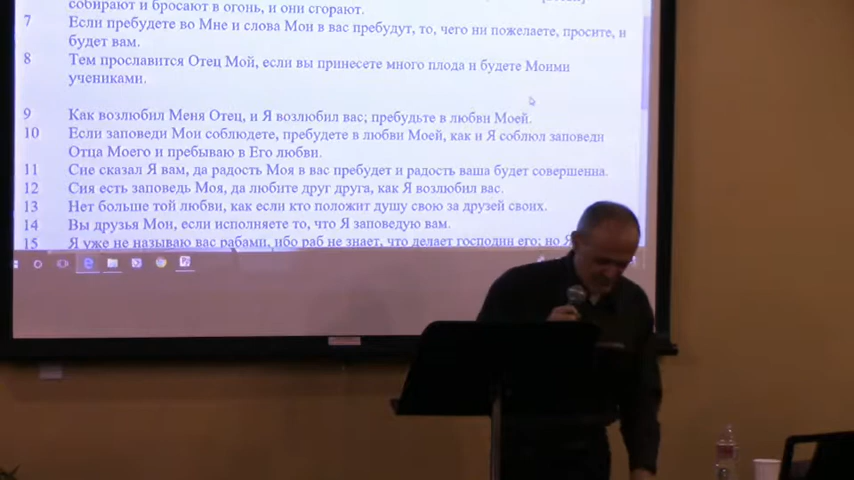 собирают и бросают в огонь, и они сгорают.
7 Если пребудете во Мне и слова Мои в вас пребудут, то, чего ни пожелаете, просите, и
будет вам.
8 Тем прославится Отец Мой, если вы принесете много плода и будете Моими
учениками.
9 Как возлюбил Меня Отец, и Я возлюбил вас; пребудьте в любви Моей.
10 Если заповеди Мои соблюдете, пребудете в любви Моей, как и Я соблюл заповеди
Отца Моего и пребываю в Его любви.
11 Сие сказал Я вам, да радость Моя в вас пребудет и радость ваша будет совершенна.
12 Сия есть заповедь Моя, да любите друг друга, как Я возлюбил вас.
13 Нет больше той любви, как если кто положит душу свою за друзей своих.
14 Вы друзья Мои, если исполняете то, что Я заповедую вам.
15 Я уже не называю вас рабами, ибо раб не знает, что делает господин его; но Я